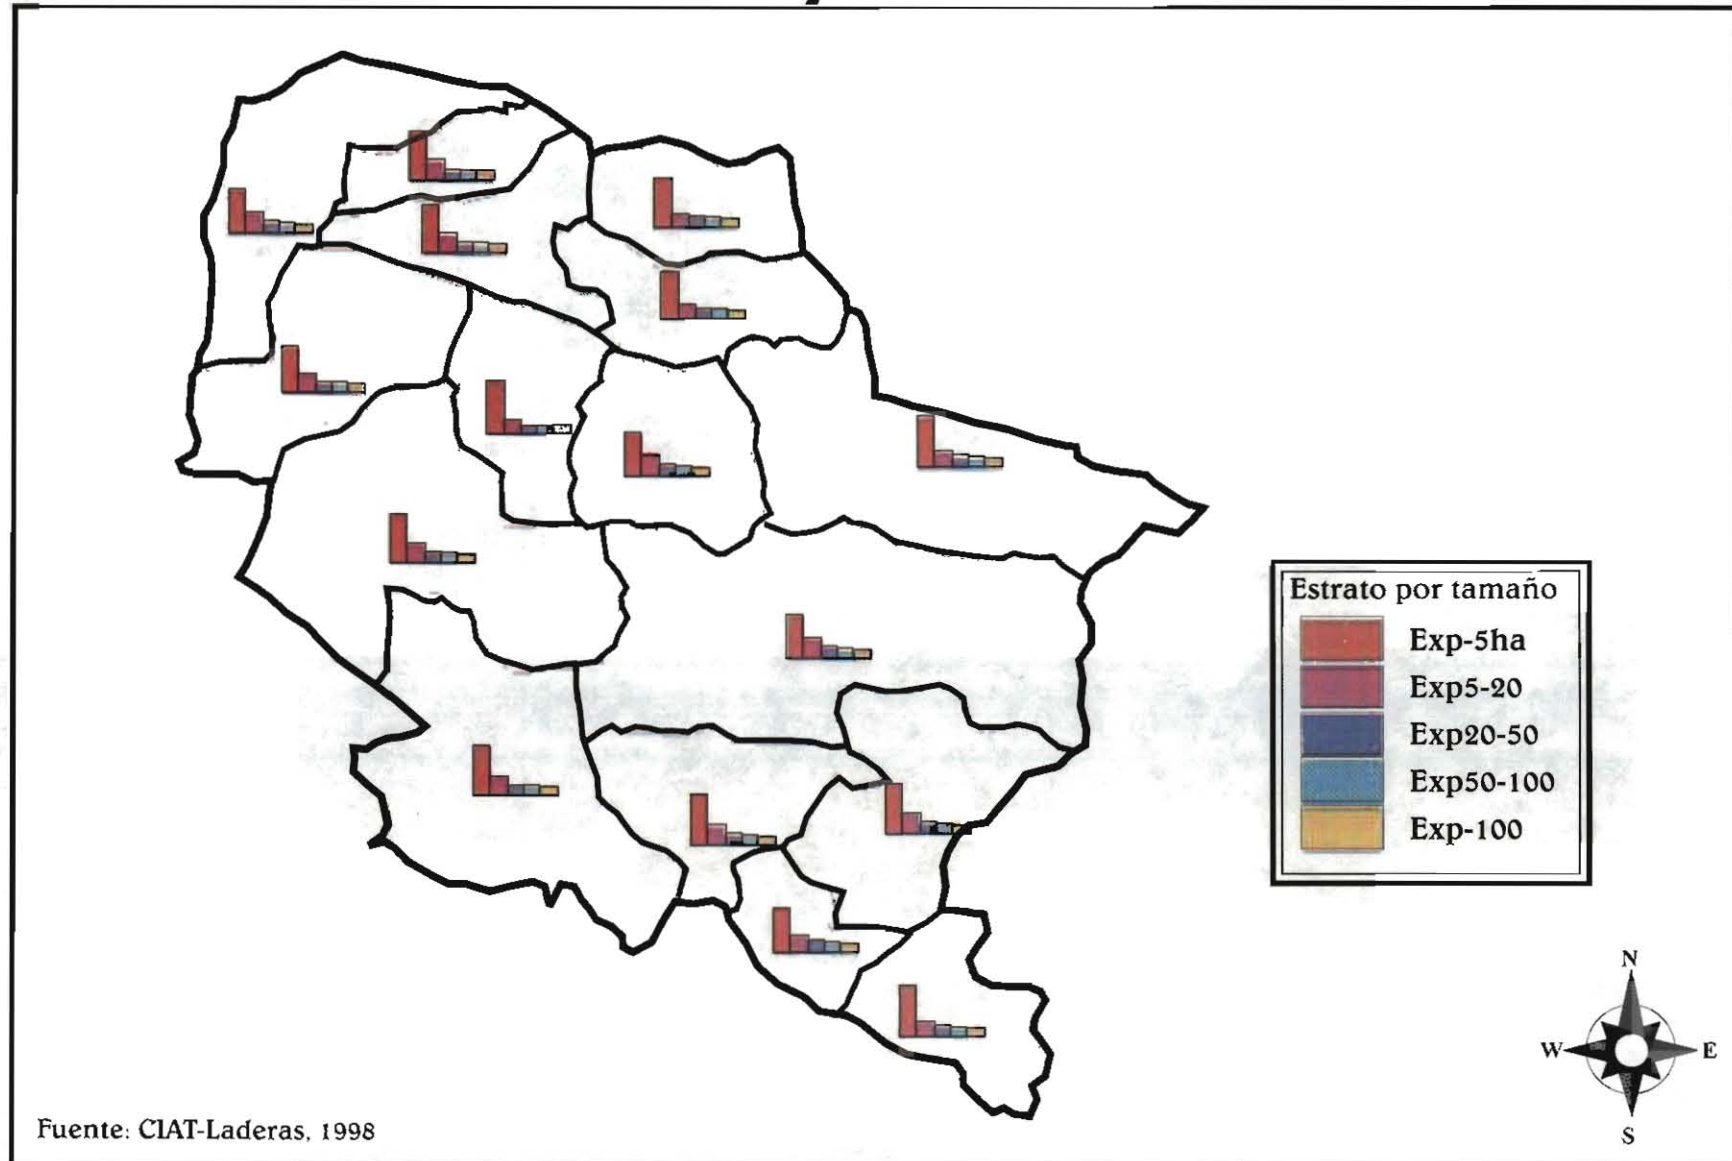 Estrato por tamaño
Exp-5ha
Exp5-20
Exp20-50
Exp50-100
Exp-100
N
W E
S
Fuente: CIAT-Laderas, 1998